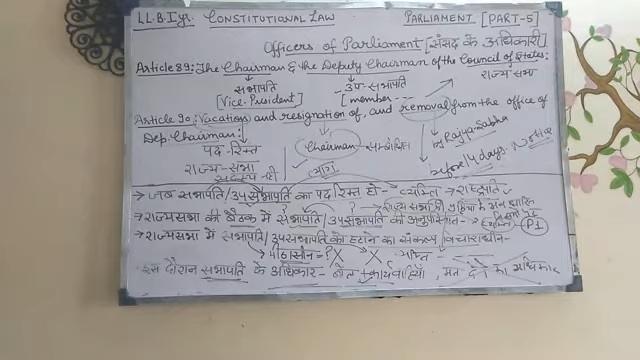 LL.B. I yr. CONSTITUTIONAL LAW PARLIAMENT [PART-5]
Officers of Parliament [संसद के अधिकारी]
Article 89: The Chairman & the Deputy Chairman of the Council of States:
सभापति उप-सभापति राज्य सभा
[Vice-President] [member
Article 90: Vacation and resignation of, and removal from the office of
Dep. Chairman:
पद रिक्त Chairman by Rajya-Sabha
राज्य-सभा त्याग before 14 days Notice
सदस्य नहीं
→ जब सभापति/उपसभापति का पद रिक्त हो - व्यक्ति → राष्ट्रपति
→ राज्यसभा की बैठक में सभापति/उपसभापति की अनुपस्थिति - P1
→ राज्यसभा में सभापति/उपसभापति को हटाने का संकल्प विचाराधीन -
→ पीठासीन = ? X X
इस दौरान सभापति के अधिकार - कार्यवाहियों, मत देने का अधिकार